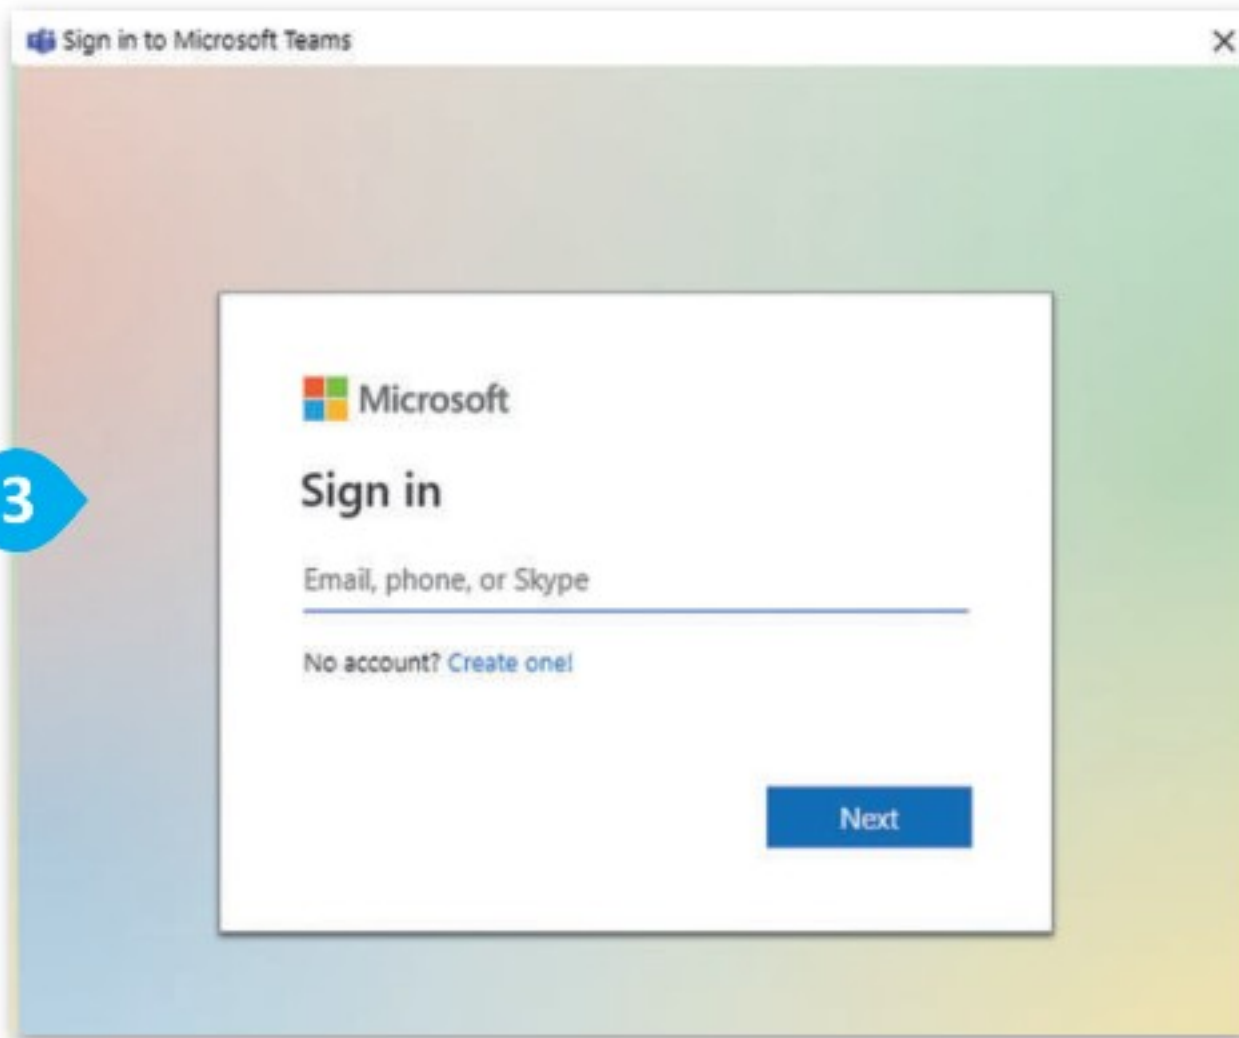 Sign in to Microsoft Teams
Microsoft
Sign in
3
Email, phone, or Skype
No account? Create one!
Next